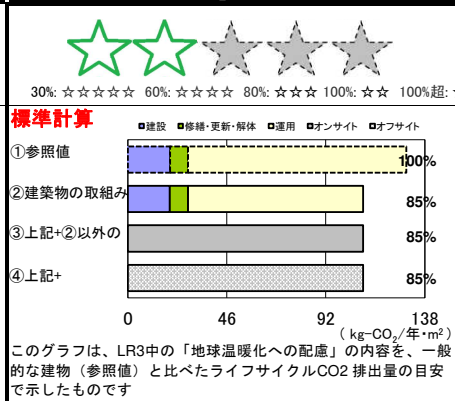 30%: ☆☆☆☆☆ 60%: ☆☆☆☆ 80%: ☆☆☆ 100%: ☆☆ 100%超:
標準計算
建設 修繕・更新・解体 運用 オンサイト オフサイト
①参照値 100%
②建築物の取組み 85%
③上記+②以外の 85%
④上記+ 85%
0 46 92 138
( kg-CO2/年・m2 )
このグラフは、LR3中の「地球温暖化への配慮」の内容を、一般
的な建物（参照値）と比べたライフサイクルCO2 排出量の目安
で示したものです